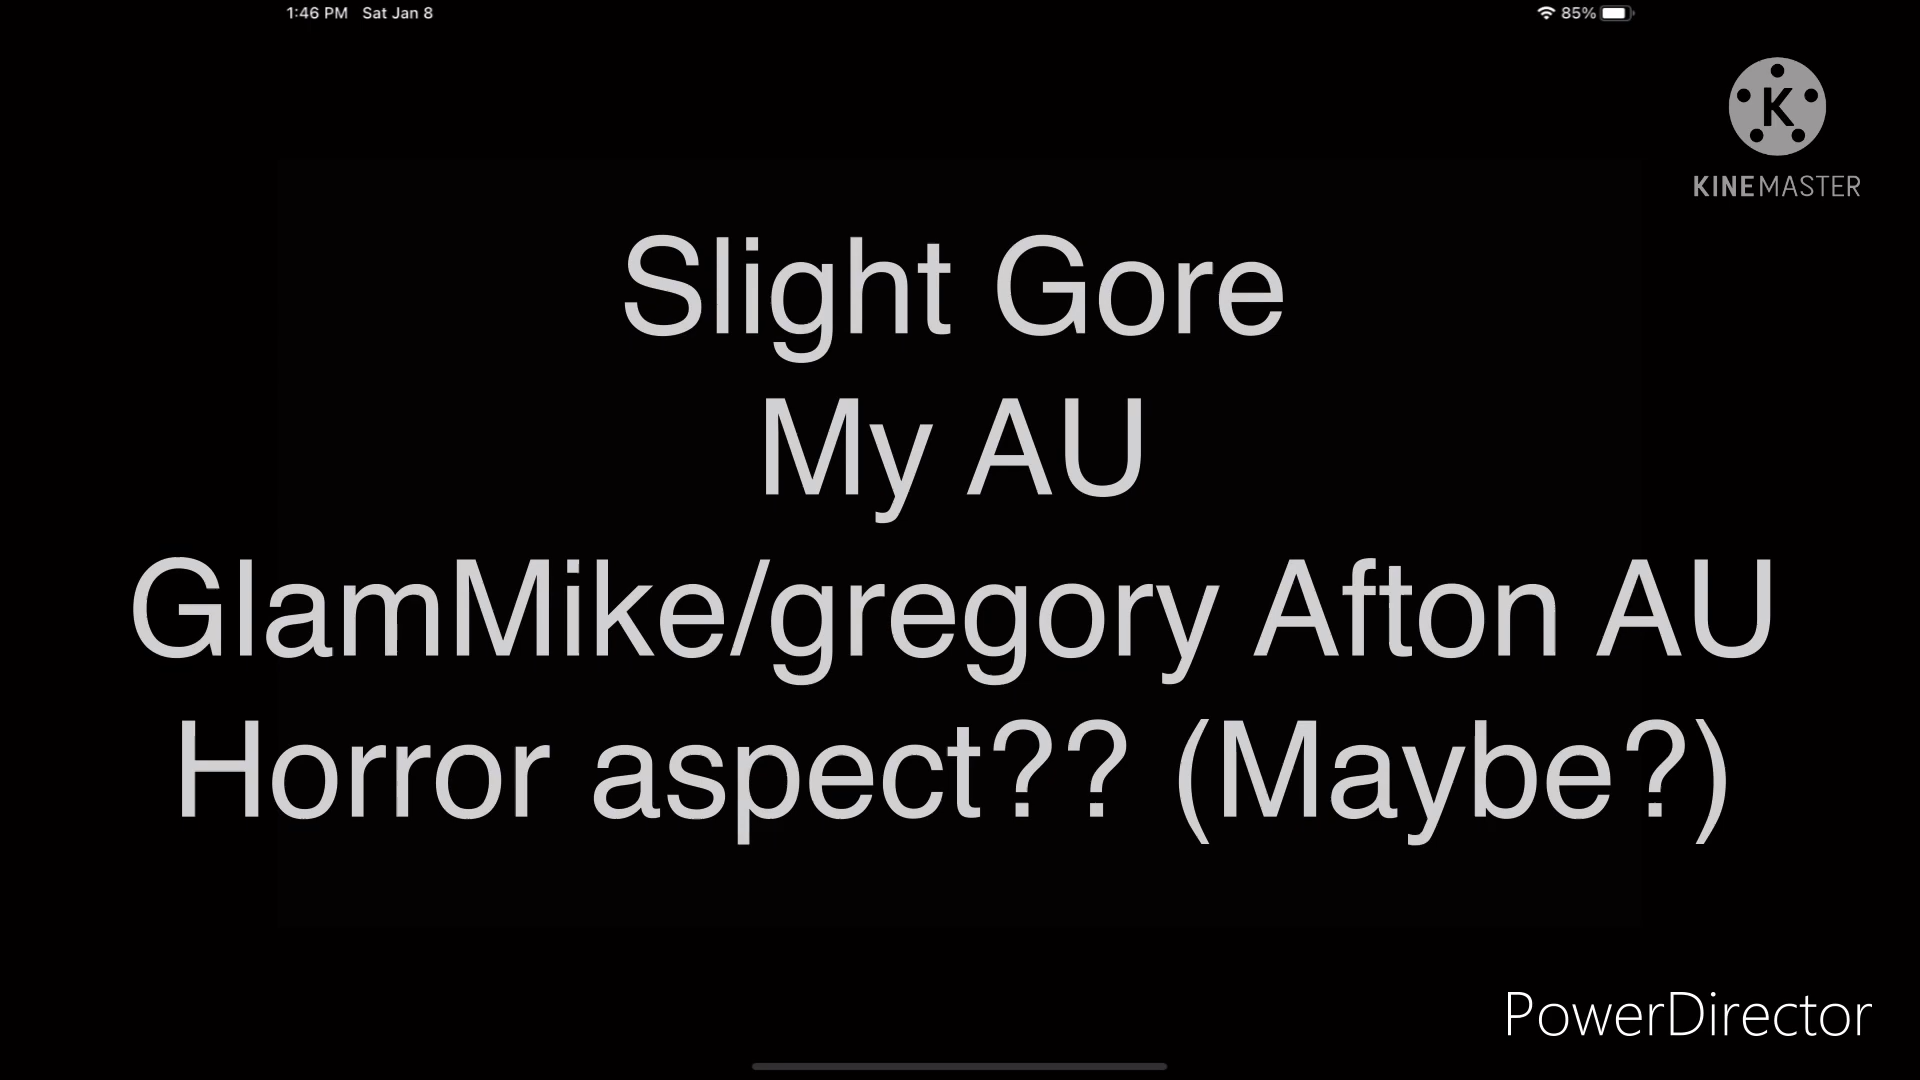 1:46 PM Sat Jan 8
85%
K
KINEMASTER
Slight Gore
My AU
GlamMike/gregory Afton AU
Horror aspect?? (Maybe?)
PowerDirector